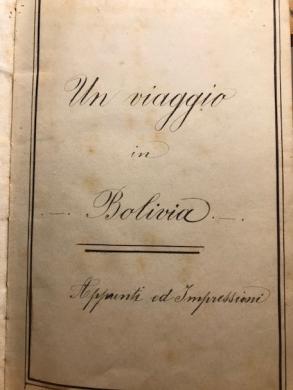 Un viaggio
in
Bolivia
Appunti ed Impressioni